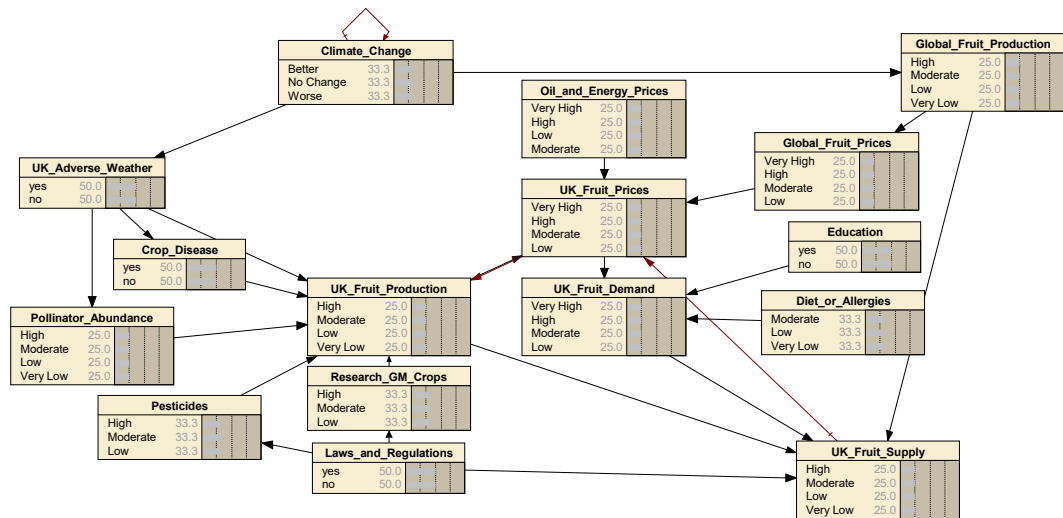 Climate_Change
Better 33.3
No Change 33.3
Worse 33.3
Global_Fruit_Production
High 25.0
Moderate 25.0
Low 25.0
Very Low 25.0
Oil_and_Energy_Prices
Very High 25.0
High 25.0
Low 25.0
Moderate 25.0
Global_Fruit_Prices
Very High 25.0
High 25.0
Moderate 25.0
Low 25.0
UK_Adverse_Weather
yes 50.0
no 50.0
UK_Fruit_Prices
Very High 25.0
High 25.0
Moderate 25.0
Low 25.0
Education
yes 50.0
no 50.0
Crop_Disease
yes 50.0
no 50.0
UK_Fruit_Production
High 25.0
Moderate 25.0
Low 25.0
Very Low 25.0
UK_Fruit_Demand
Very High 25.0
High 25.0
Moderate 25.0
Low 25.0
Diet_or_Allergies
Moderate 33.3
Low 33.3
Very Low 33.3
Pollinator_Abundance
High 25.0
Moderate 25.0
Low 25.0
Very Low 25.0
Research_GM_Crops
High 33.3
Moderate 33.3
Low 33.3
Pesticides
High 33.3
Moderate 33.3
Low 33.3
Laws_and_Regulations
yes 50.0
no 50.0
UK_Fruit_Supply
High 25.0
Moderate 25.0
Low 25.0
Very Low 25.0